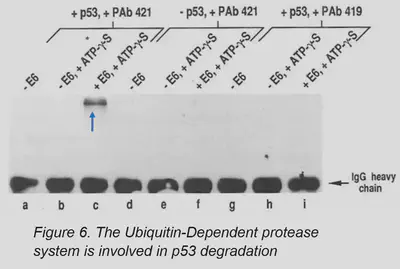 + p53, + PAb 421
- p53, + PAb 421
+ p53, + PAb 419
- E6
- E6, + ATP-γ-S
+ E6, + ATP-γ-S
- E6
- E6, + ATP-γ-S
+ E6, + ATP-γ-S
- E6
- E6, + ATP-γ-S
+ E6, + ATP-γ-S
IgG heavy
chain
a b c d e f g h i
Figure 6. The Ubiquitin-Dependent protease
system is involved in p53 degradation